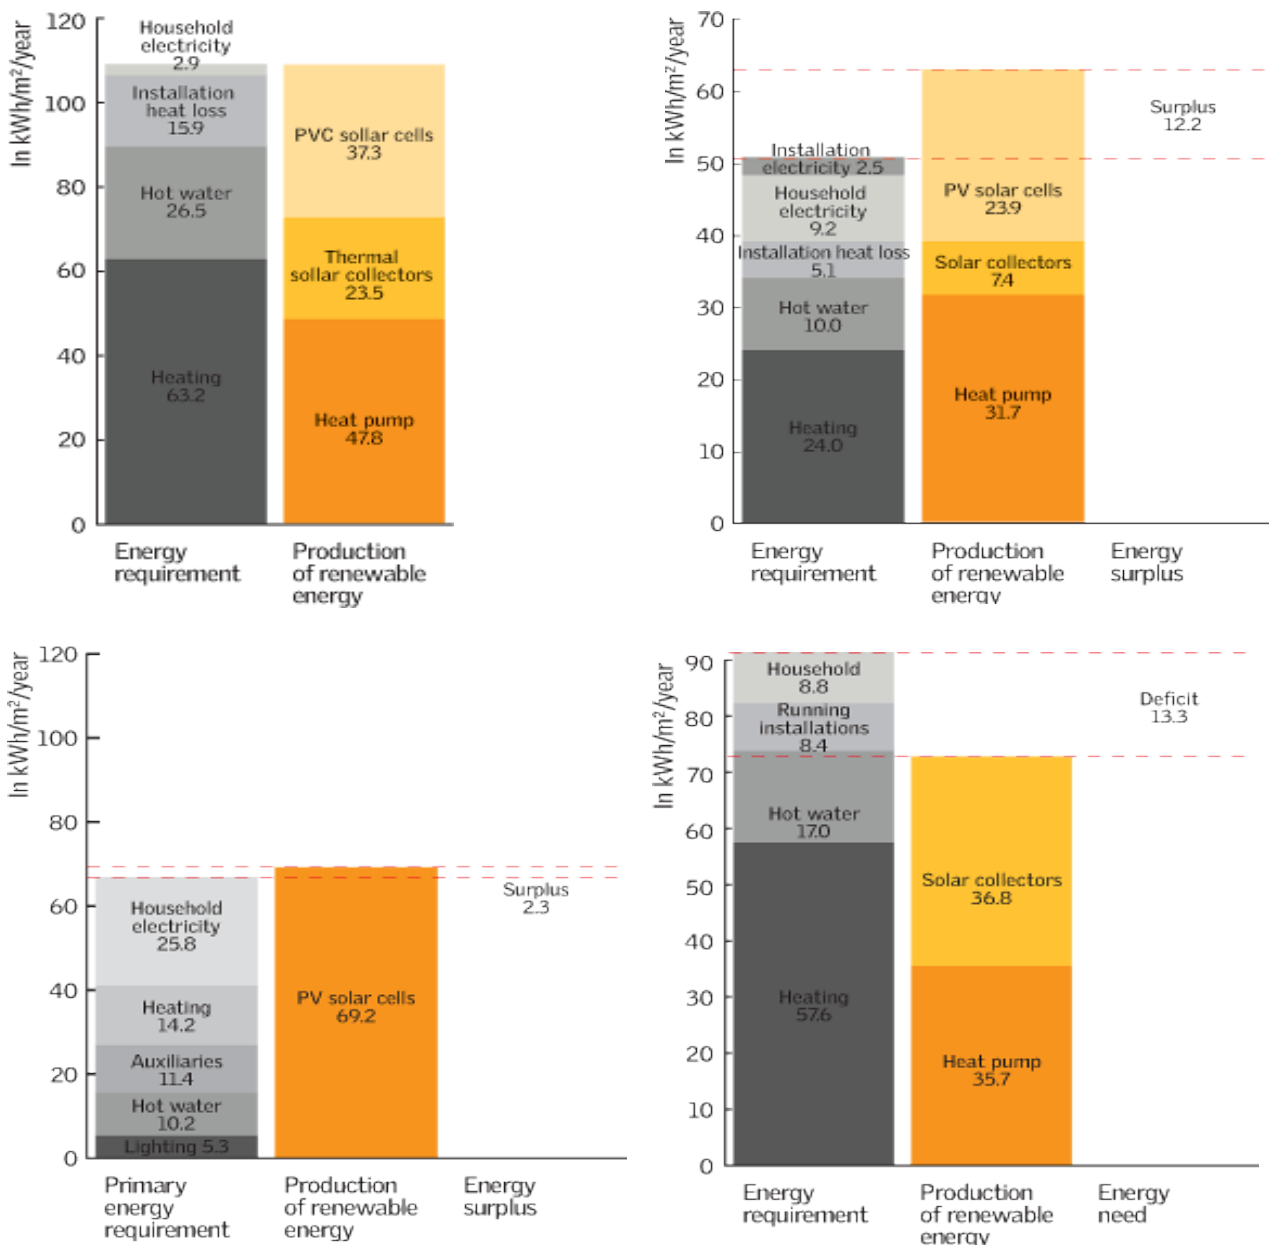 In kWh/m²/year
120
100
80
60
40
20
0
Household
electricity
2.9
Installation
heat loss
15.9
Hot water
26.5
Heating
63.2
PVC sollar cells
37.3
Thermal
sollar collectors
23.5
Heat pump
47.8
Energy
requirement
Production
of renewable
energy
In kWh/m²/year
70
60
50
40
30
20
10
0
Installation
electricity 2.5
Household
electricity
9.2
Installation heat loss
5.1
Hot water
10.0
Heating
24.0
PV solar cells
23.9
Solar collectors
7.4
Heat pump
31.7
Surplus
12.2
Energy
requirement
Production
of renewable
energy
Energy
surplus
In kWh/m²/year
120
100
80
60
40
20
0
Household
electricity
25.8
Heating
14.2
Auxiliaries
11.4
Hot water
10.2
Lighting 5.3
PV solar cells
69.2
Surplus
2.3
Primary
energy
requirement
Production
of renewable
energy
Energy
surplus
In kWh/m²/year
90
80
70
60
50
40
30
20
10
0
Household
8.8
Running
installations
8.4
Hot water
17.0
Heating
57.6
Solar collectors
36.8
Heat pump
35.7
Deficit
13.3
Energy
requirement
Production
of renewable
energy
Energy
need